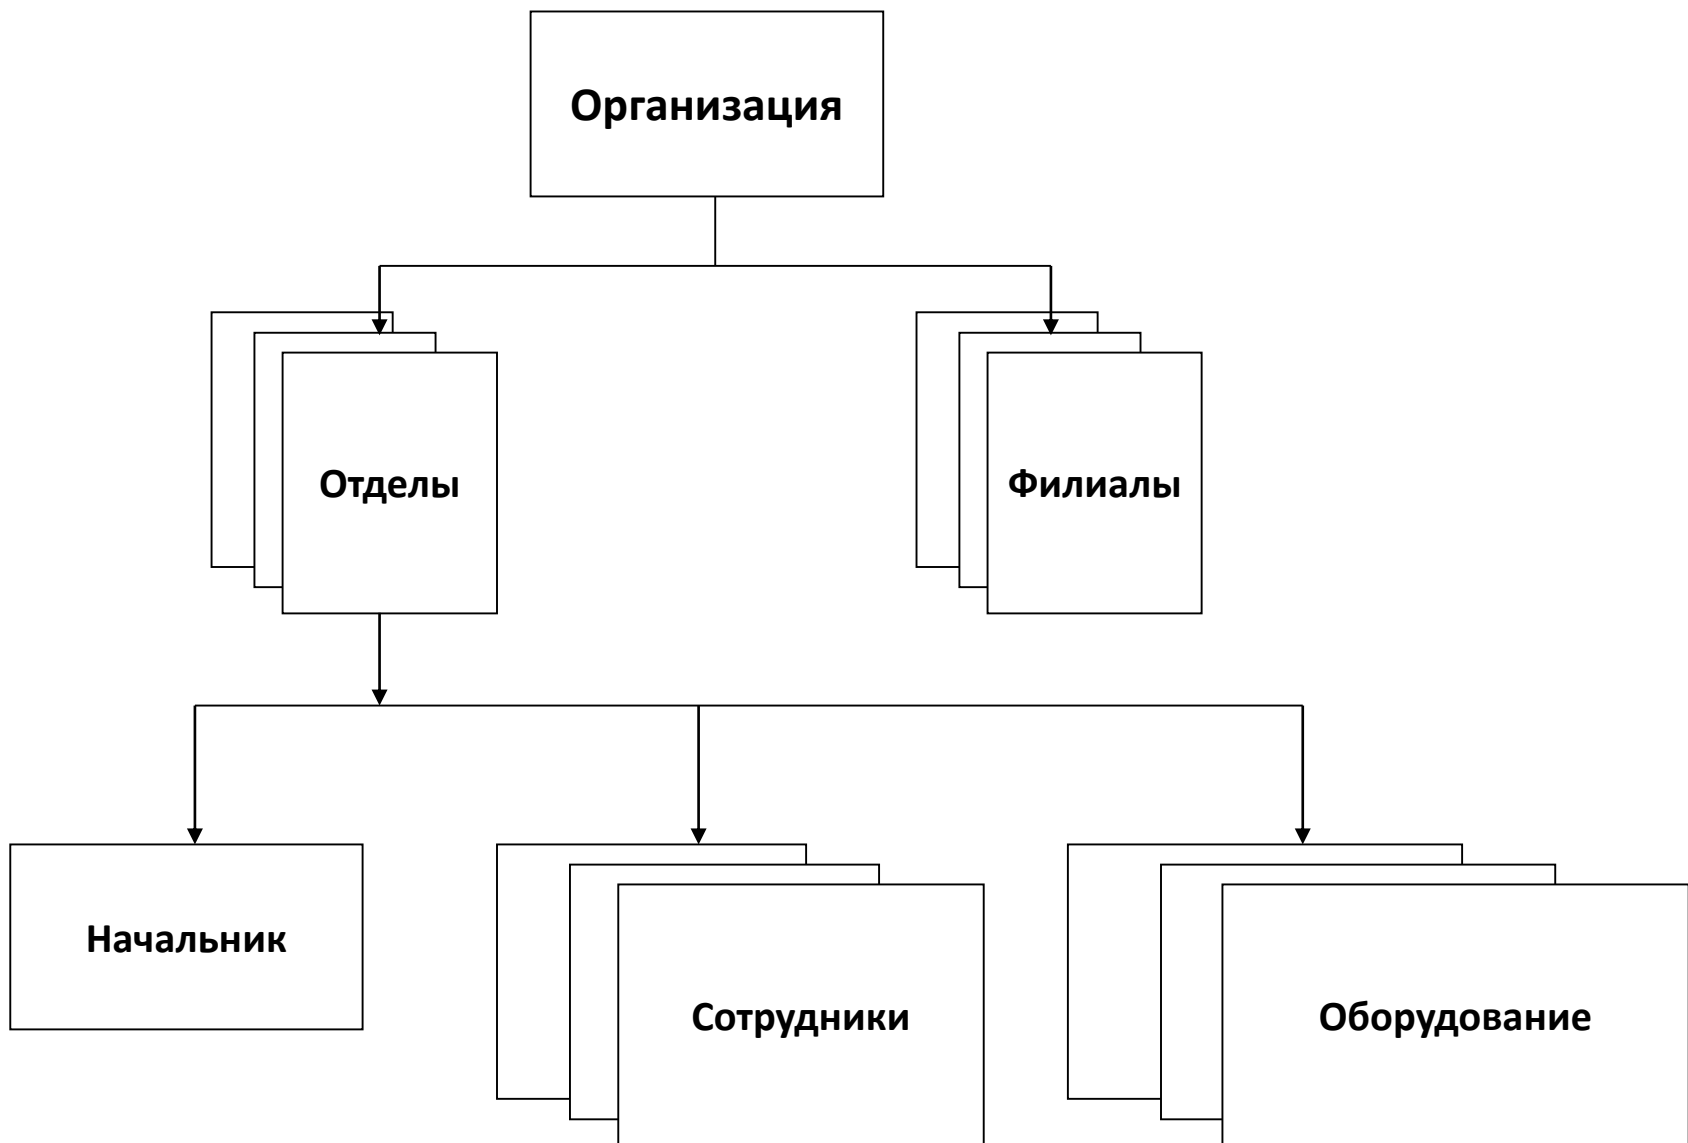 Организация
Отделы
Филиалы
Начальник
Сотрудники
Оборудование